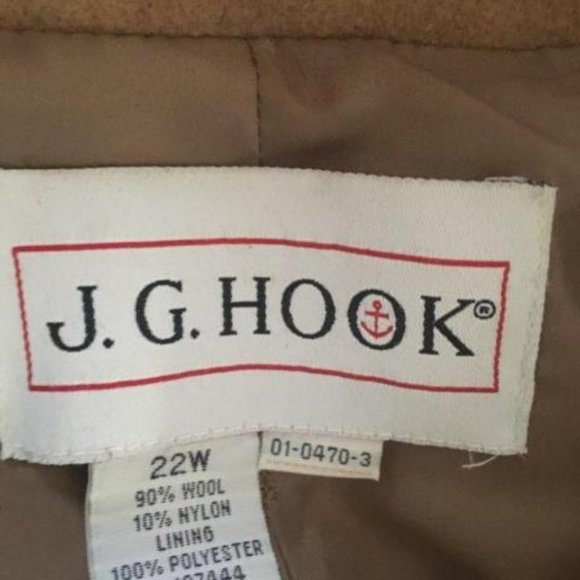 J. G. HOOK®
01-0470-3
22W
90% WOOL
10% NYLON
LINING
100% POLYESTER